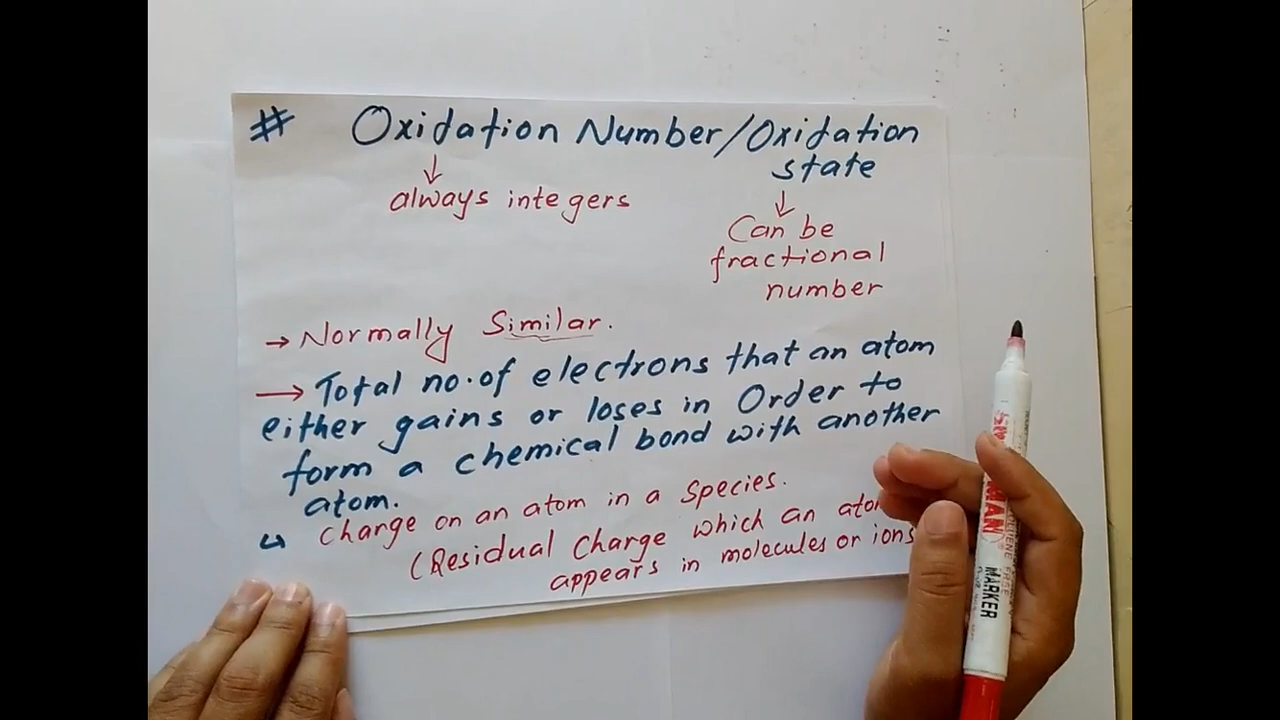 # Oxidation Number/Oxidation
state
↓ ↓
always integers
Can be
fractional
number
→ Normally Similar.
→ Total no. of electrons that an atom
either gains or loses in Order to
form a chemical bond with another
atom.
↳ Charge on an atom in a Species.
(Residual Charge which an
appears in molecules or ions
MARKER